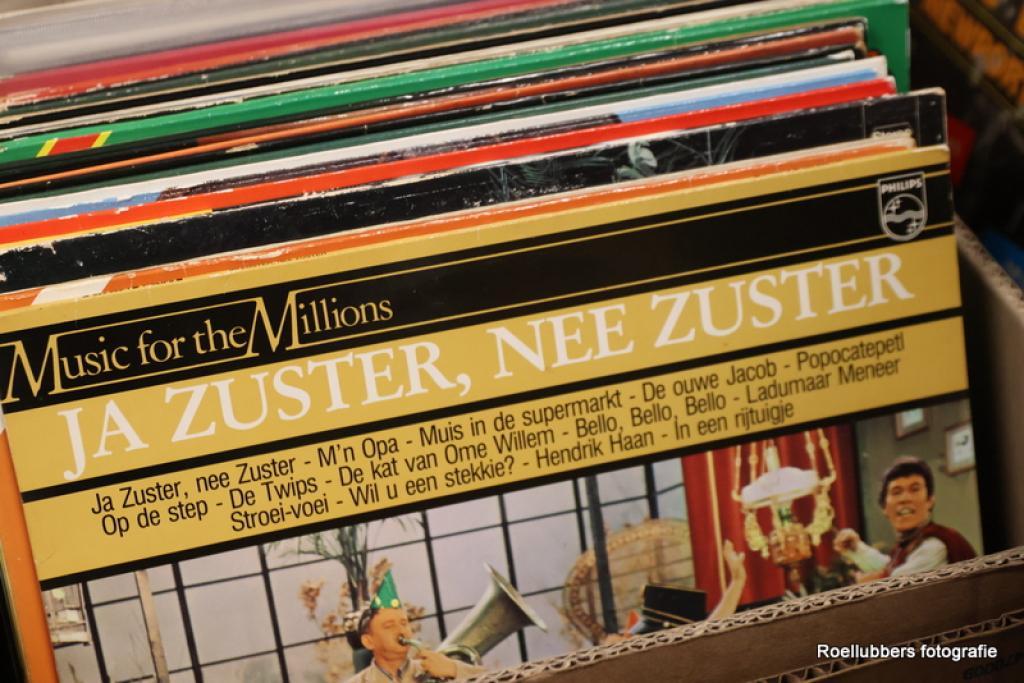 Stereo
PHILIPS
Music for the Millions
JA ZUSTER, NEE ZUSTER
Ja Zuster, nee Zuster - M'n Opa - Muis in de supermarkt - De ouwe Jacob - Popocatepetl
Op de step - De Twips - De kat van Ome Willem - Bello, Bello, Bello - Ladumaar Meneer
Stroei-voei - Wil u een stekkie? - Hendrik Haan - In een rijtuigje
Roellubbers fotografie